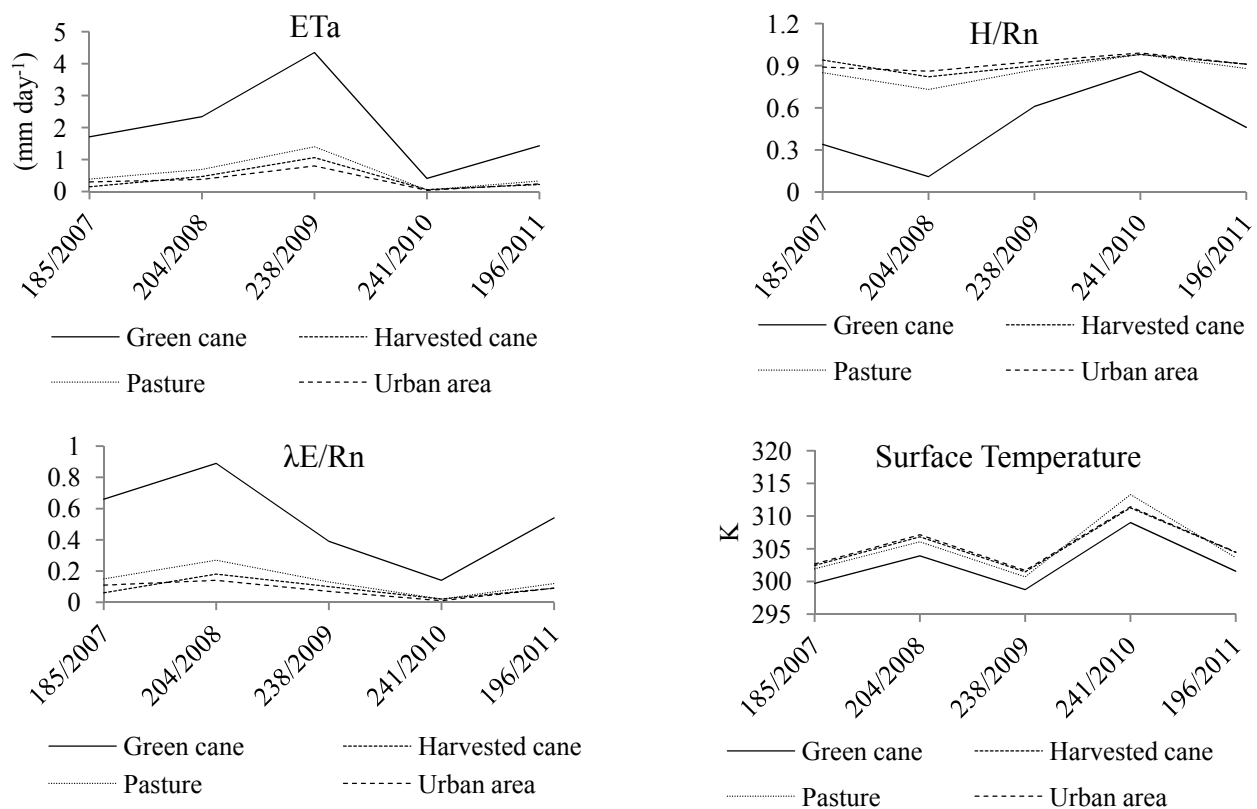 ETa
5
4
3
2
1
0
(mm day⁻¹)
185/2007
204/2008
238/2009
241/2010
196/2011
Green cane
Harvested cane
Pasture
Urban area
H/Rn
1.2
0.9
0.6
0.3
0
185/2007
204/2008
238/2009
241/2010
196/2011
Green cane
Harvested cane
Pasture
Urban area
λE/Rn
1
0.8
0.6
0.4
0.2
0
185/2007
204/2008
238/2009
241/2010
196/2011
Green cane
Harvested cane
Pasture
Urban area
Surface Temperature
320
315
310
305
300
295
K
185/2007
204/2008
238/2009
241/2010
196/2011
Green cane
Harvested cane
Pasture
Urban area